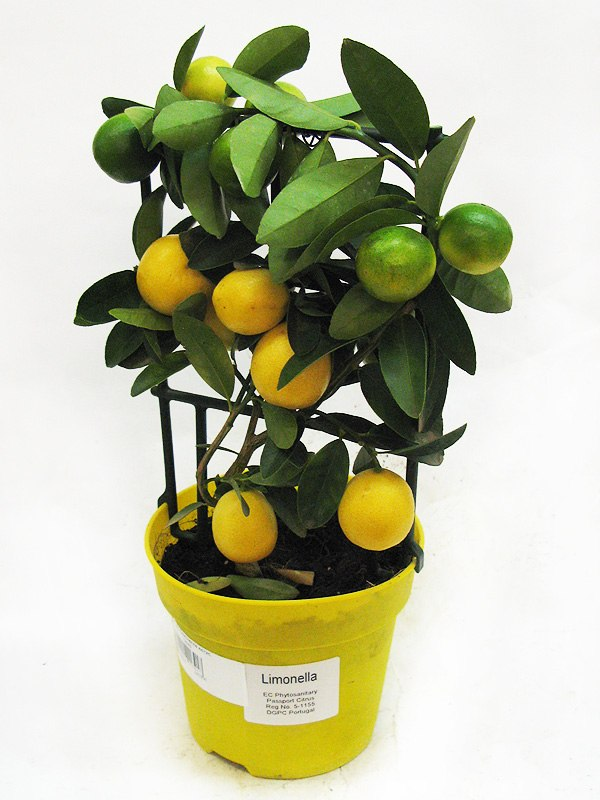 Limonella
EC Phytosanitary
Passport Citrus
Reg No. 5-1155
DGPC Portugal